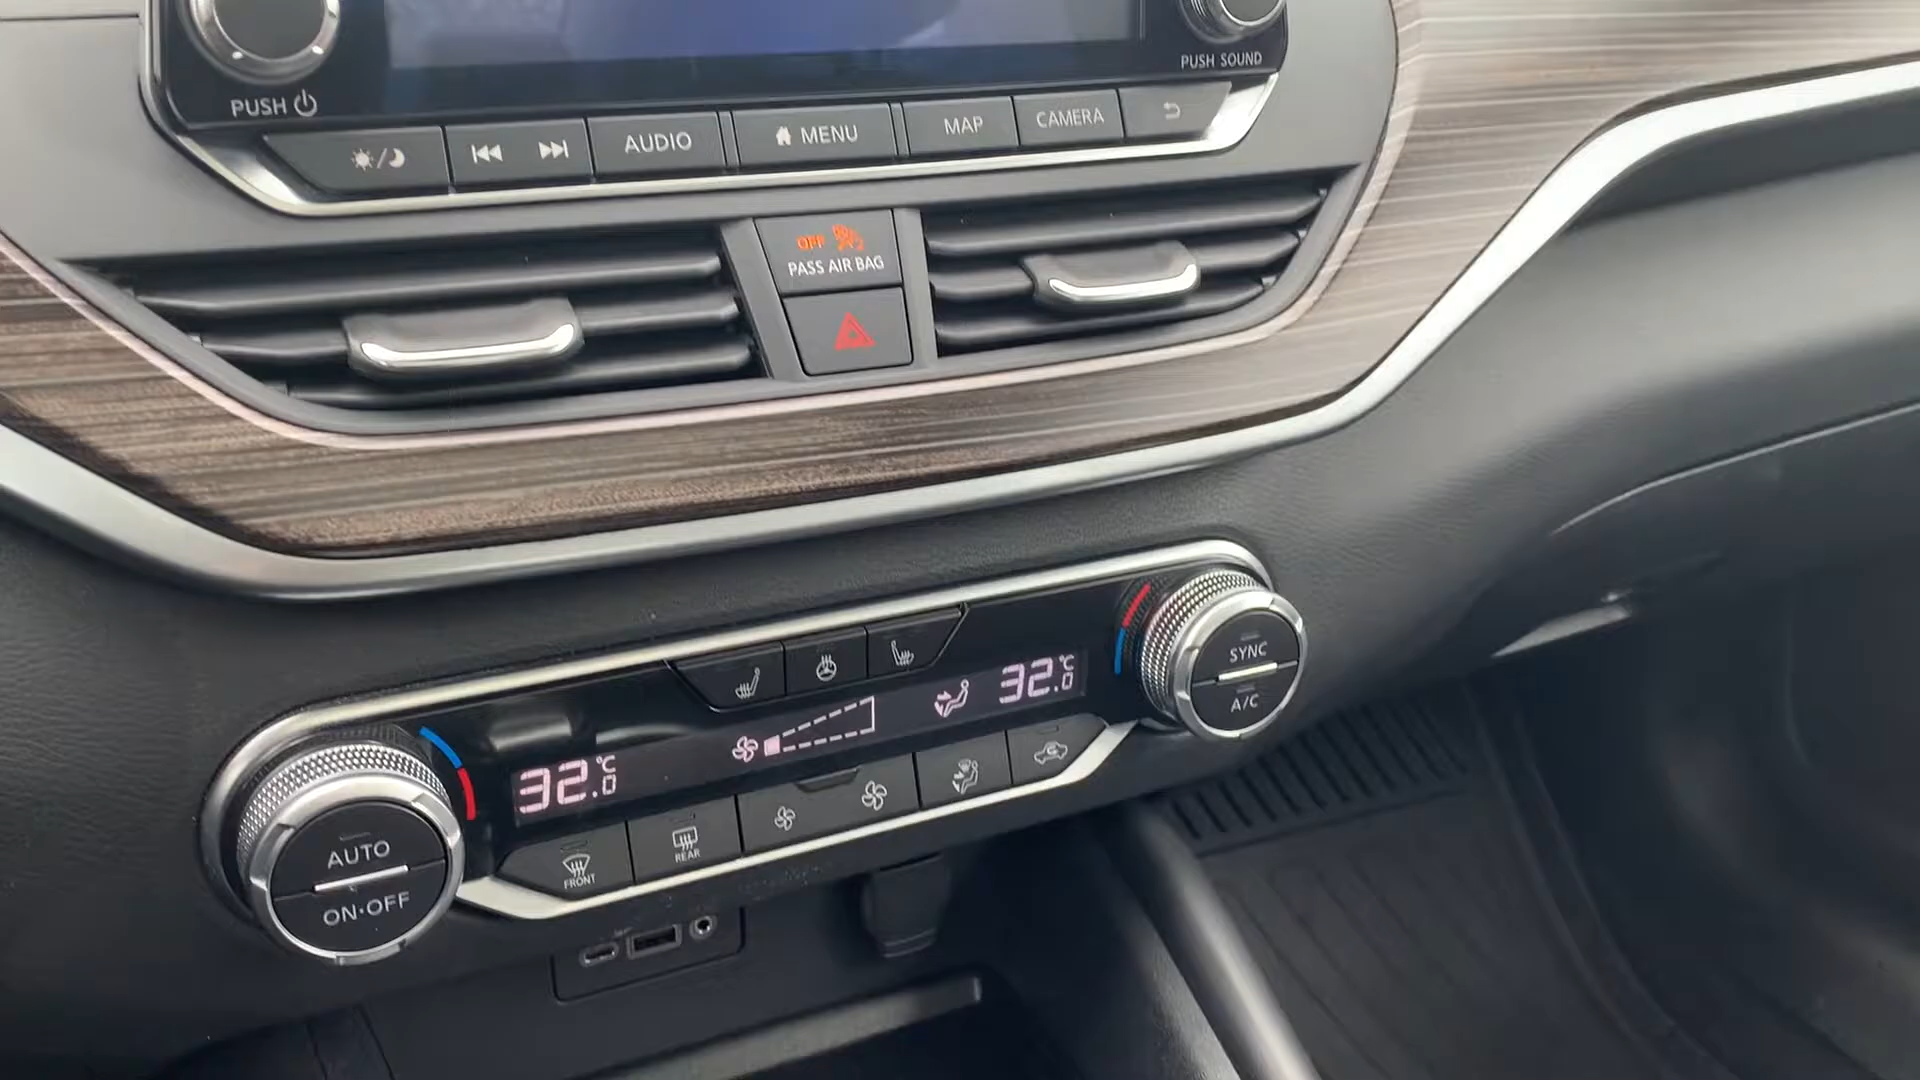 PUSH
PUSH SOUND
AUDIO
MENU
MAP
CAMERA
OFF
PASS AIR BAG
SYNC
A/C
32.0 °C
32.0 °C
AUTO
ON·OFF
FRONT
REAR